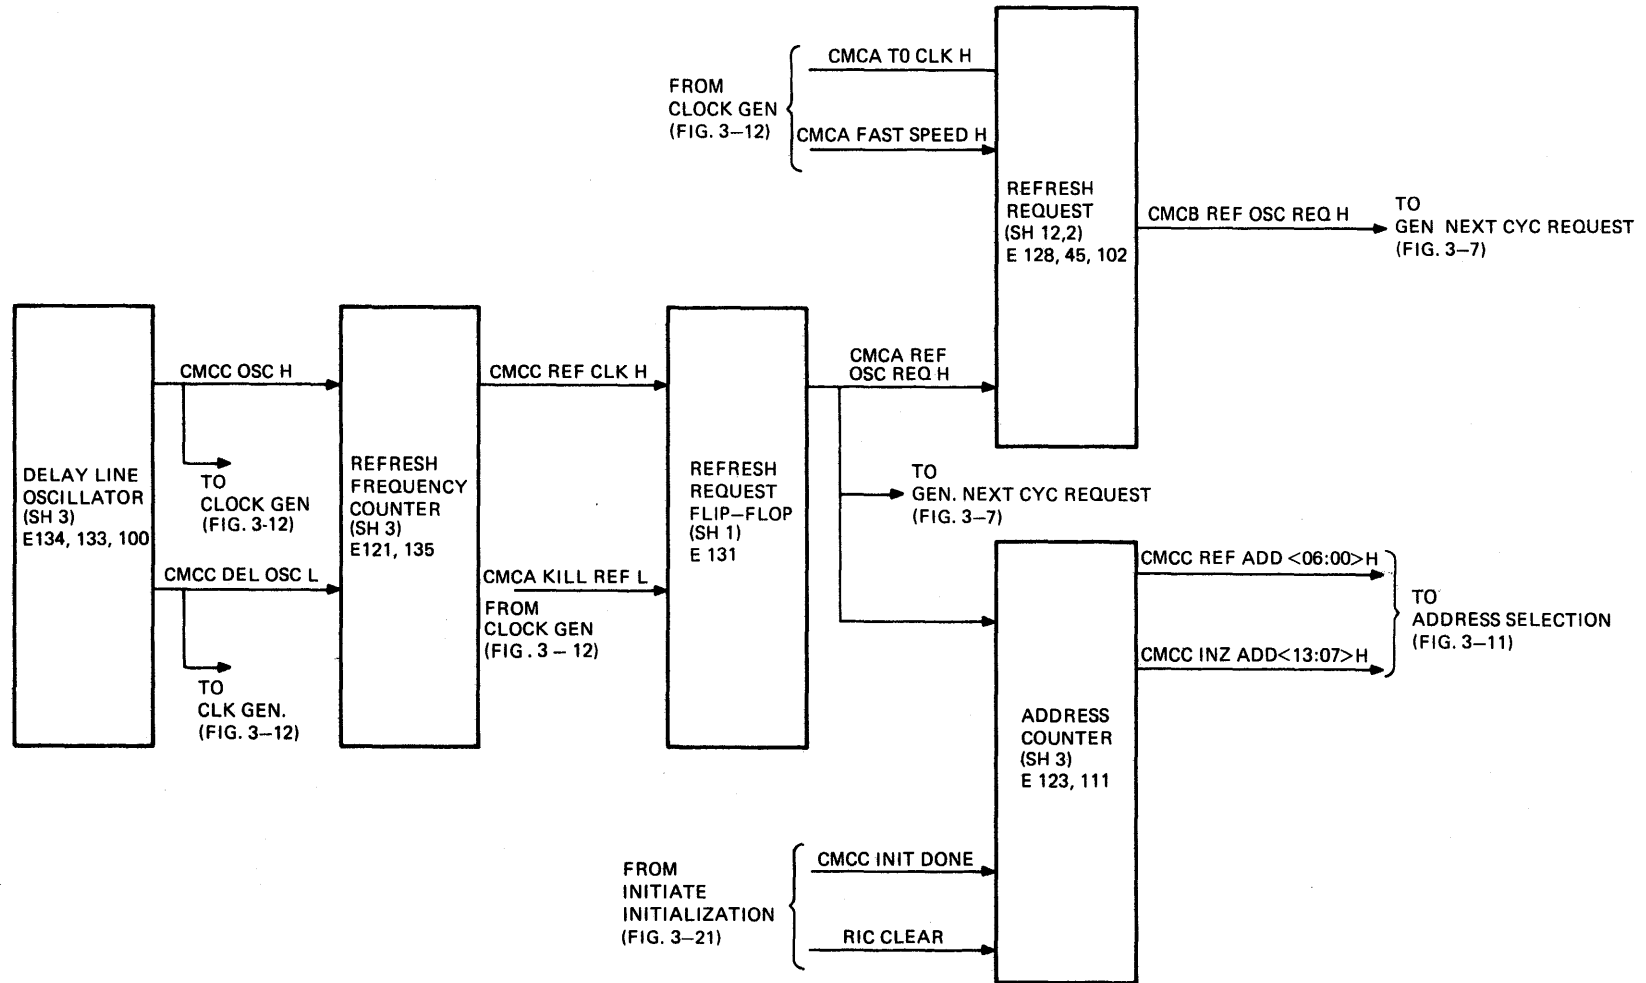 CMCA T0 CLK H
FROM
CLOCK GEN
(FIG. 3–12)
CMCA FAST SPEED H
REFRESH
REQUEST
(SH 12,2)
E 128, 45, 102
CMCB REF OSC REQ H
TO
GEN NEXT CYC REQUEST
(FIG. 3–7)
DELAY LINE
OSCILLATOR
(SH 3)
E134, 133, 100
CMCC OSC H
TO
CLOCK GEN
(FIG. 3-12)
CMCC DEL OSC L
TO
CLK GEN.
(FIG. 3–12)
REFRESH
FREQUENCY
COUNTER
(SH 3)
E121, 135
CMCC REF CLK H
CMCA KILL REF L
FROM
CLOCK GEN
(FIG. 3 – 12)
REFRESH
REQUEST
FLIP–FLOP
(SH 1)
E 131
CMCA REF
OSC REQ H
TO
GEN. NEXT CYC REQUEST
(FIG. 3–7)
ADDRESS
COUNTER
(SH 3)
E 123, 111
CMCC REF ADD <06:00>H
CMCC INZ ADD<13:07>H
TO
ADDRESS SELECTION
(FIG. 3–11)
FROM
INITIATE
INITIALIZATION
(FIG. 3–21)
CMCC INIT DONE
RIC CLEAR